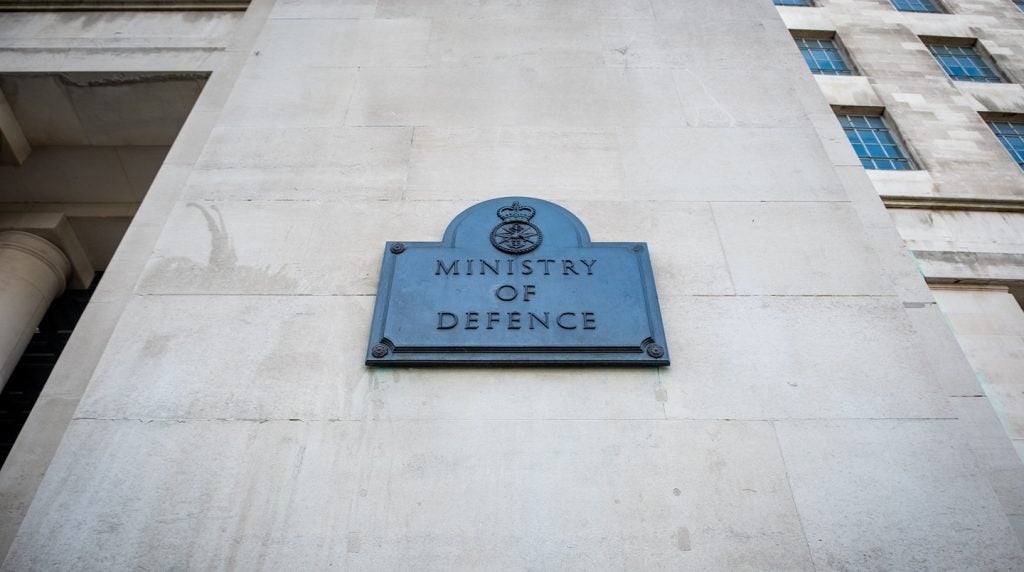 MINISTRY
OF
DEFENCE